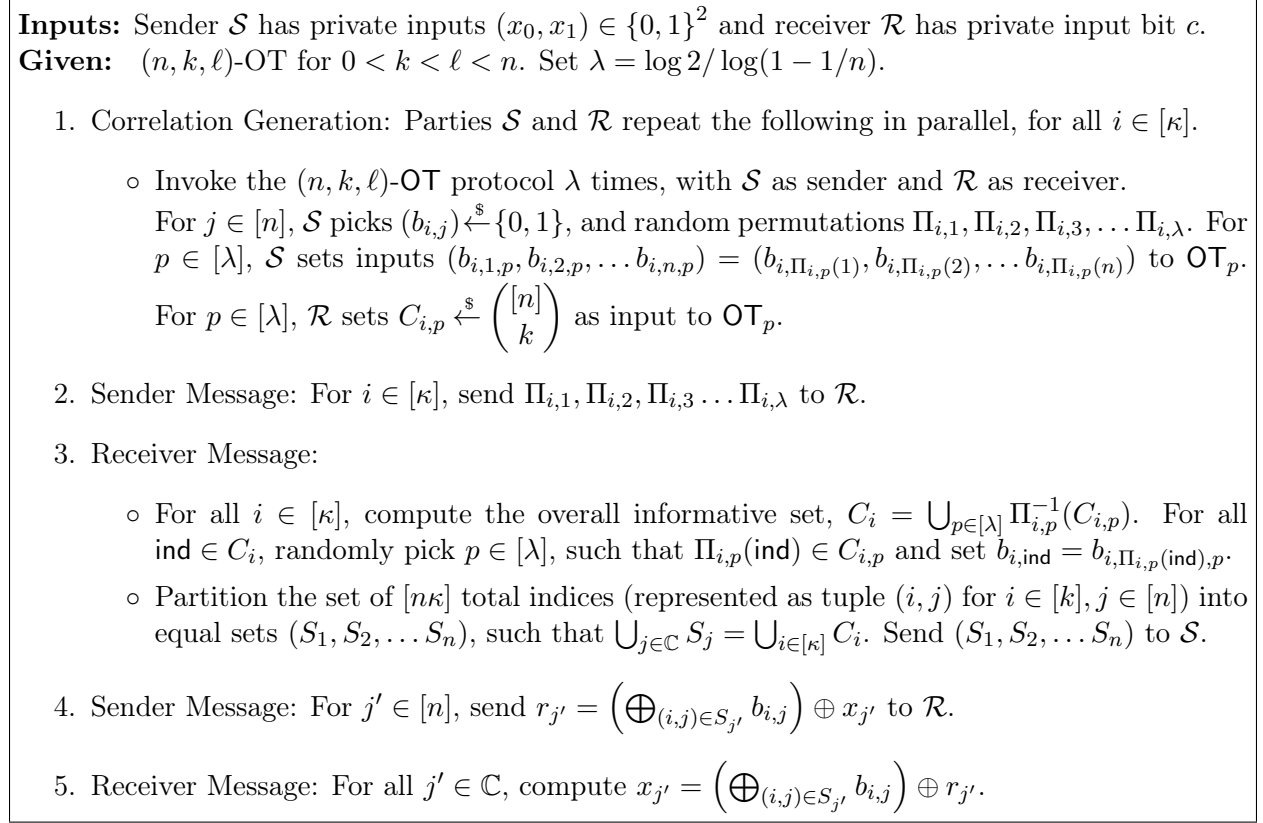 Inputs: Sender 𝒮 has private inputs (x₀, x₁) ∈ {0, 1}² and receiver ℛ has private input bit c.
Given: (n, k, ℓ)-OT for 0 < k < ℓ < n. Set λ = log 2/ log(1 − 1/n).
1. Correlation Generation: Parties 𝒮 and ℛ repeat the following in parallel, for all i ∈ [κ].
◦ Invoke the (n, k, ℓ)-OT protocol λ times, with 𝒮 as sender and ℛ as receiver.
For j ∈ [n], 𝒮 picks (b_{i,j}) ←$ {0, 1}, and random permutations Π_{i,1}, Π_{i,2}, Π_{i,3}, … Π_{i,λ}. For
p ∈ [λ], 𝒮 sets inputs (b_{i,1,p}, b_{i,2,p}, … b_{i,n,p}) = (b_{i,Π_{i,p}(1)}, b_{i,Π_{i,p}(2)}, … b_{i,Π_{i,p}(n)}) to OT_p.
For p ∈ [λ], ℛ sets C_{i,p} ←$ ([n] k) as input to OT_p.
2. Sender Message: For i ∈ [κ], send Π_{i,1}, Π_{i,2}, Π_{i,3} … Π_{i,λ} to ℛ.
3. Receiver Message:
◦ For all i ∈ [κ], compute the overall informative set, C_i = ⋃_{p∈[λ]} Π_{i,p}^{−1}(C_{i,p}). For all
ind ∈ C_i, randomly pick p ∈ [λ], such that Π_{i,p}(ind) ∈ C_{i,p} and set b_{i,ind} = b_{i,Π_{i,p}(ind),p}.
◦ Partition the set of [nκ] total indices (represented as tuple (i, j) for i ∈ [k], j ∈ [n]) into
equal sets (S₁, S₂, … S_n), such that ⋃_{j∈ℂ} S_j = ⋃_{i∈[κ]} C_i. Send (S₁, S₂, … S_n) to 𝒮.
4. Sender Message: For j′ ∈ [n], send r_{j′} = (⊕_{(i,j)∈S_{j′}} b_{i,j}) ⊕ x_{j′} to ℛ.
5. Receiver Message: For all j′ ∈ ℂ, compute x_{j′} = (⊕_{(i,j)∈S_{j′}} b_{i,j}) ⊕ r_{j′}.